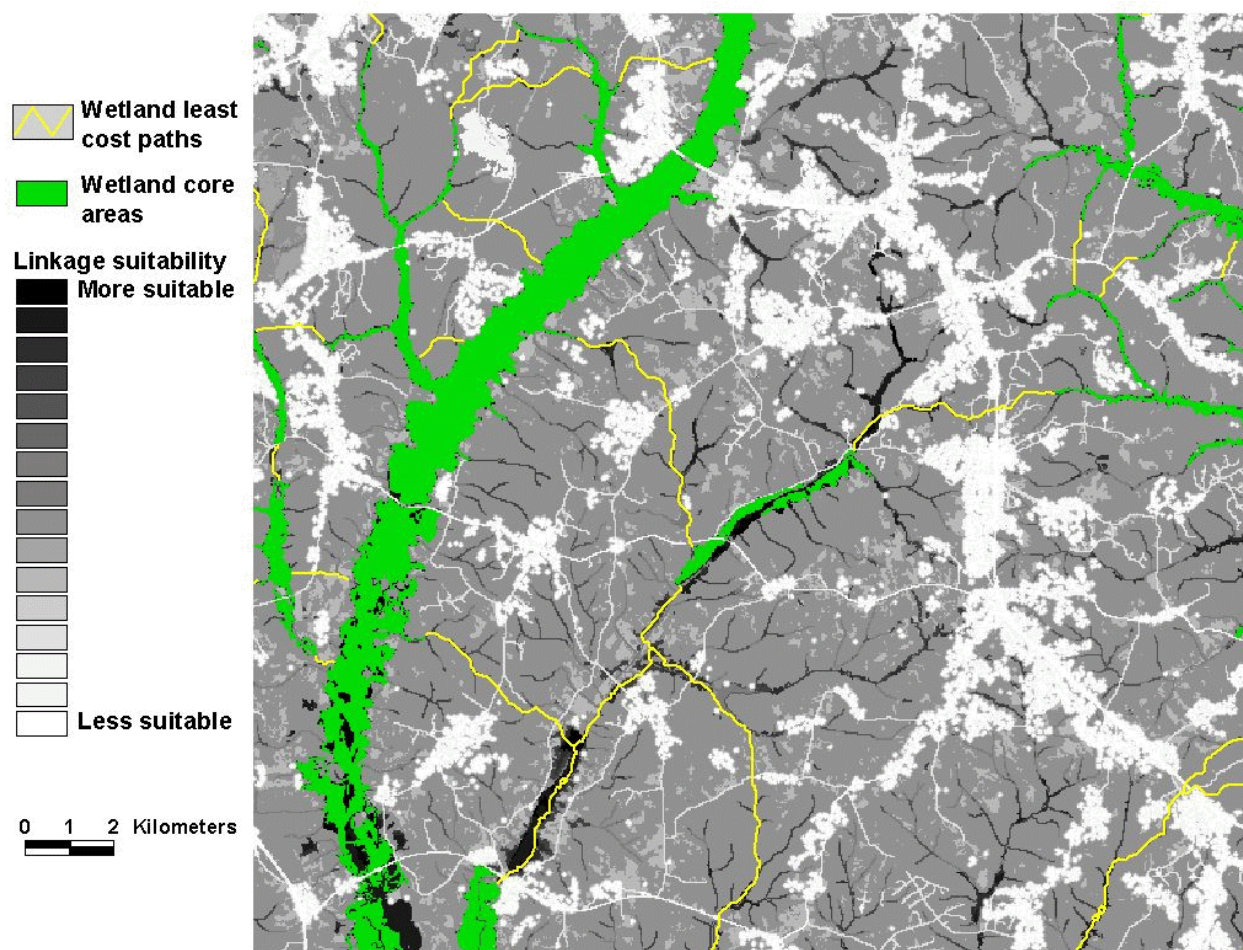 Wetland least
cost paths
Wetland core
areas
Linkage suitability
More suitable
Less suitable
0 1 2 Kilometers